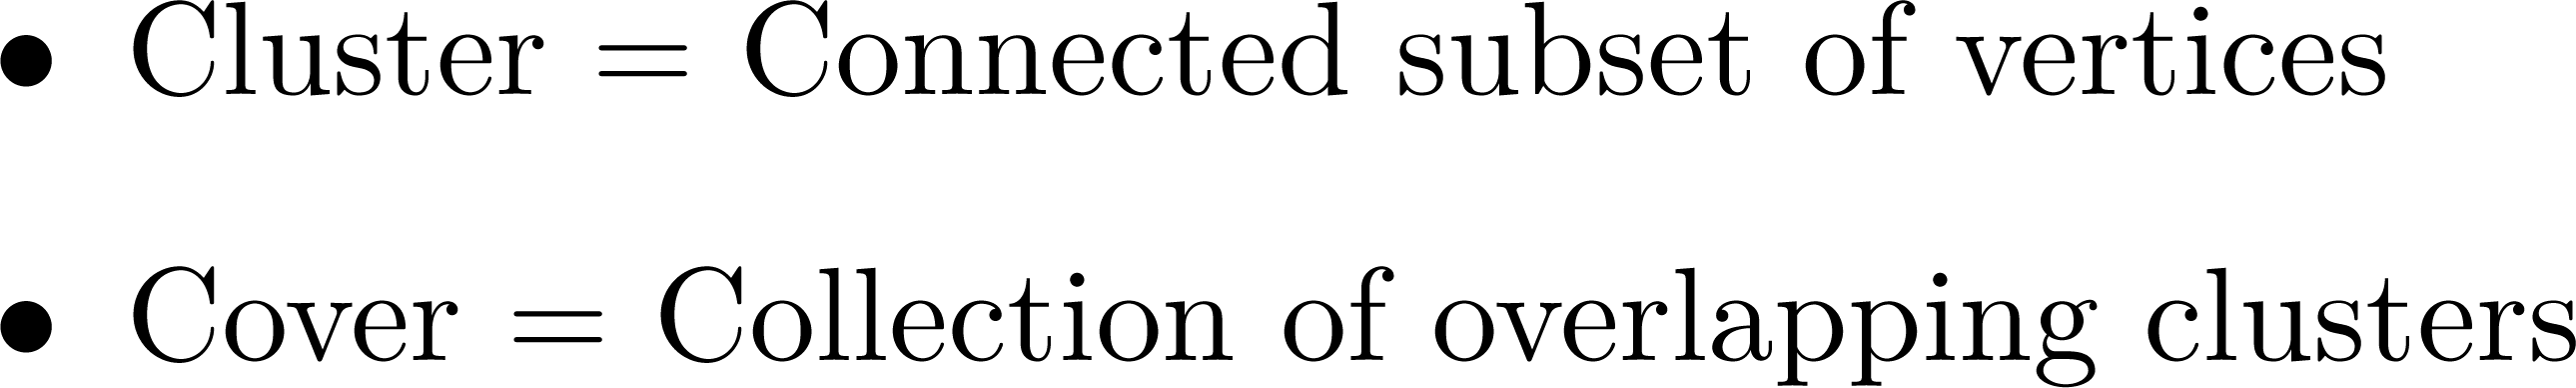 • Cluster = Connected subset of vertices
• Cover = Collection of overlapping clusters